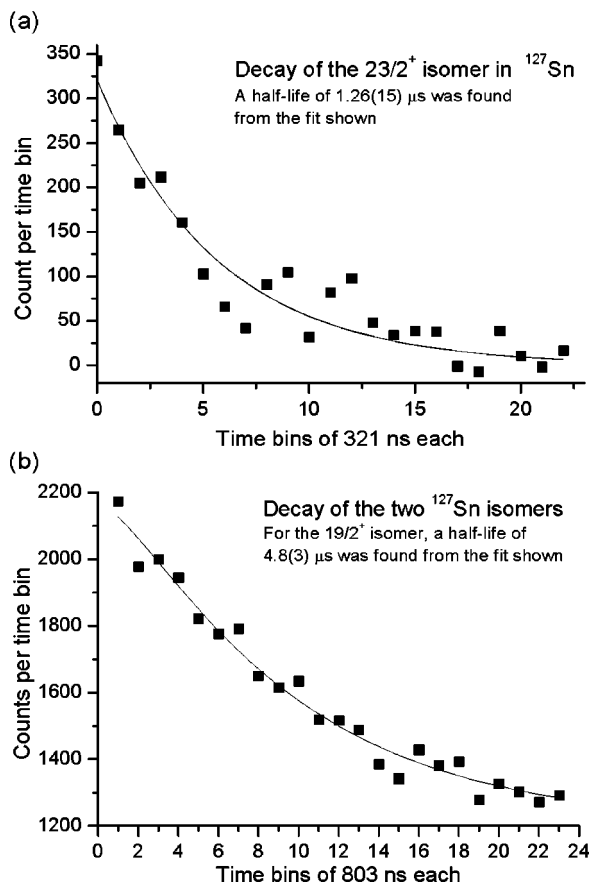 (a)
350
300
250
200
150
100
50
0
Count per time bin
Decay of the 23/2⁺ isomer in ¹²⁷Sn
A half-life of 1.26(15) μs was found
from the fit shown
0 5 10 15 20
Time bins of 321 ns each
(b)
2200
2000
1800
1600
1400
1200
Counts per time bin
Decay of the two ¹²⁷Sn isomers
For the 19/2⁺ isomer, a half-life of
4.8(3) μs was found from the fit shown
0 2 4 6 8 10 12 14 16 18 20 22 24
Time bins of 803 ns each